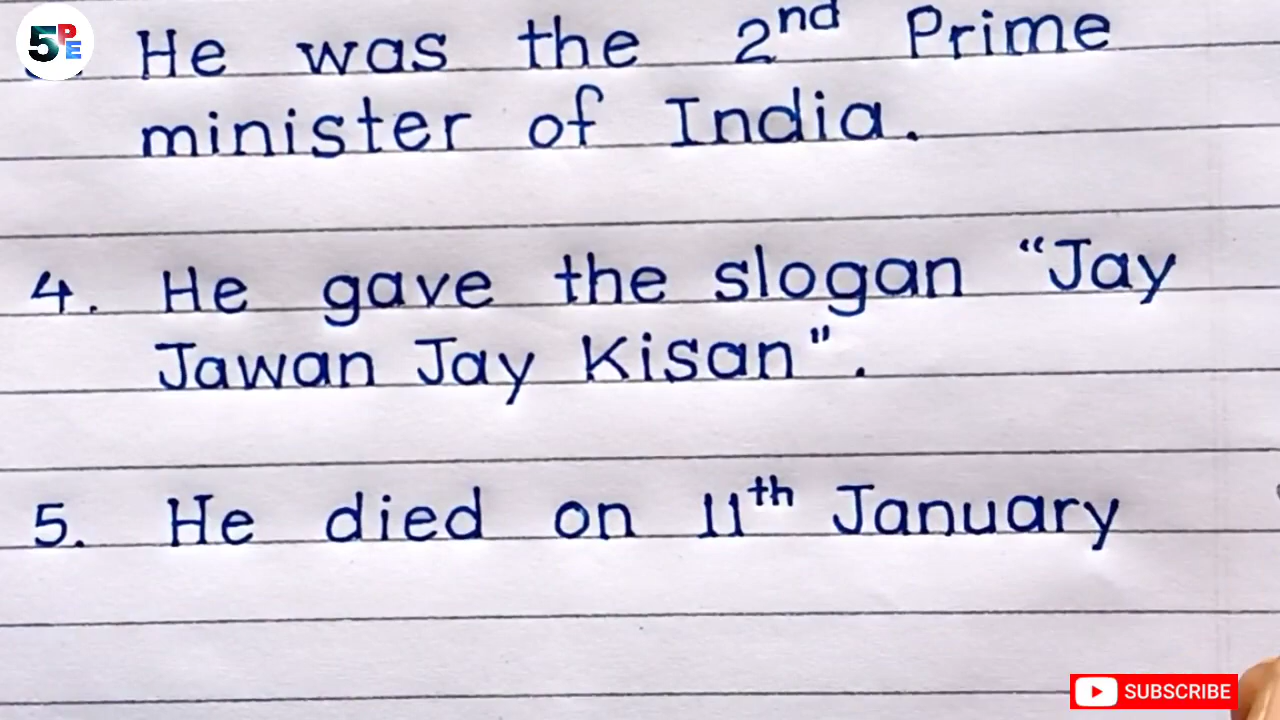 5PE
He was the 2nd Prime
minister of India.
4. He gave the slogan “Jay
Jawan Jay Kisan”.
5. He died on 11th January
SUBSCRIBE